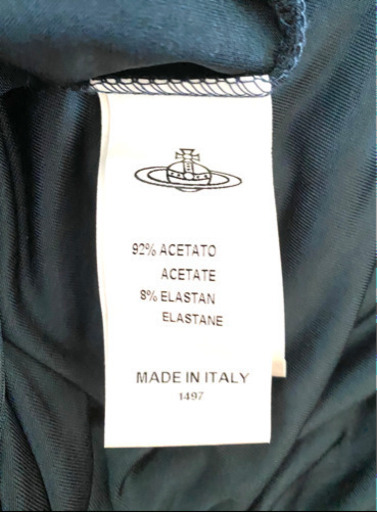 92% ACETATO
ACETATE
8% ELASTAN
ELASTANE
MADE IN ITALY
1497